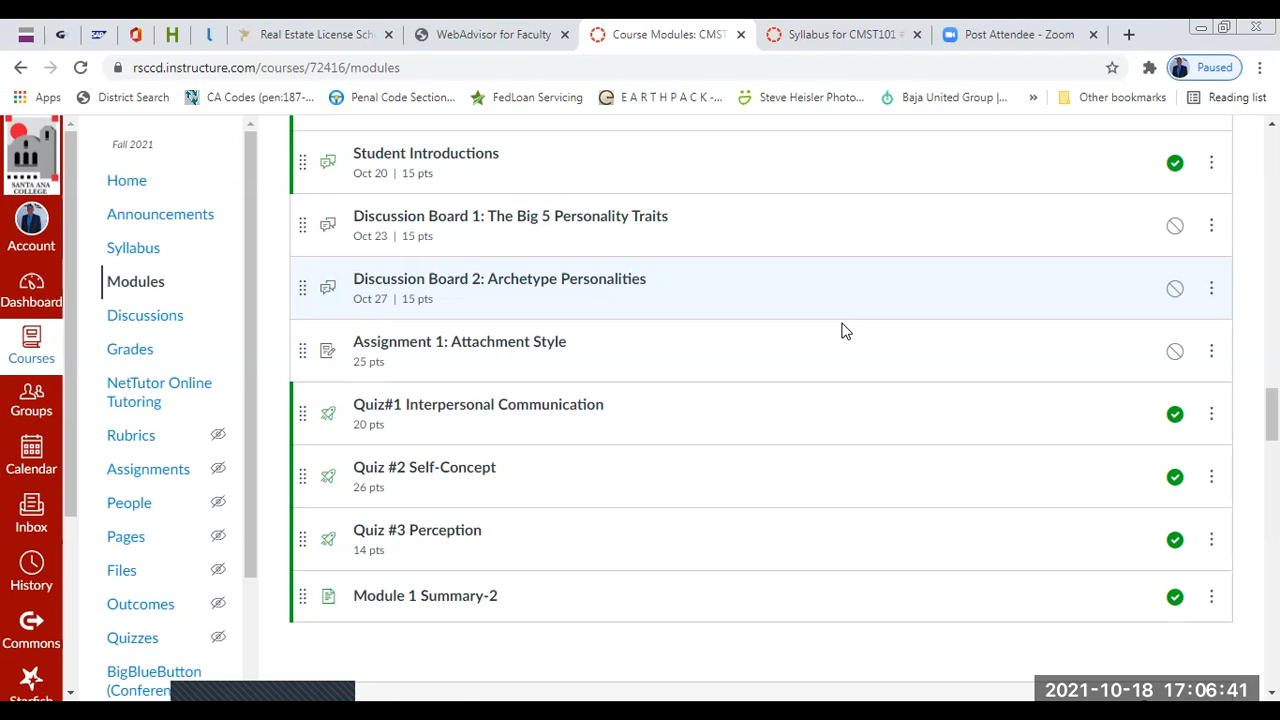 Real Estate License Sch
WebAdvisor for Faculty
Course Modules: CMST
Syllabus for CMST101 #
Post Attendee - Zoom
rsccd.instructure.com/courses/72416/modules
Paused
Apps
District Search
CA Codes (pen:187-...
Penal Code Section...
FedLoan Servicing
E A R T H P A C K -...
Steve Heisler Photo...
Baja United Group |...
»
Other bookmarks
Reading list
SANTA ANA
COLLEGE
Account
Dashboard
Courses
Groups
Calendar
Inbox
History
Commons
Starfish
Fall 2021
Home
Announcements
Syllabus
Modules
Discussions
Grades
NetTutor Online
Tutoring
Rubrics
Assignments
People
Pages
Files
Outcomes
Quizzes
BigBlueButton
(Conferen
Student Introductions
Oct 20 | 15 pts
Discussion Board 1: The Big 5 Personality Traits
Oct 23 | 15 pts
Discussion Board 2: Archetype Personalities
Oct 27 | 15 pts
Assignment 1: Attachment Style
25 pts
Quiz#1 Interpersonal Communication
20 pts
Quiz #2 Self-Concept
26 pts
Quiz #3 Perception
14 pts
Module 1 Summary-2
2021-10-18 17:06:41